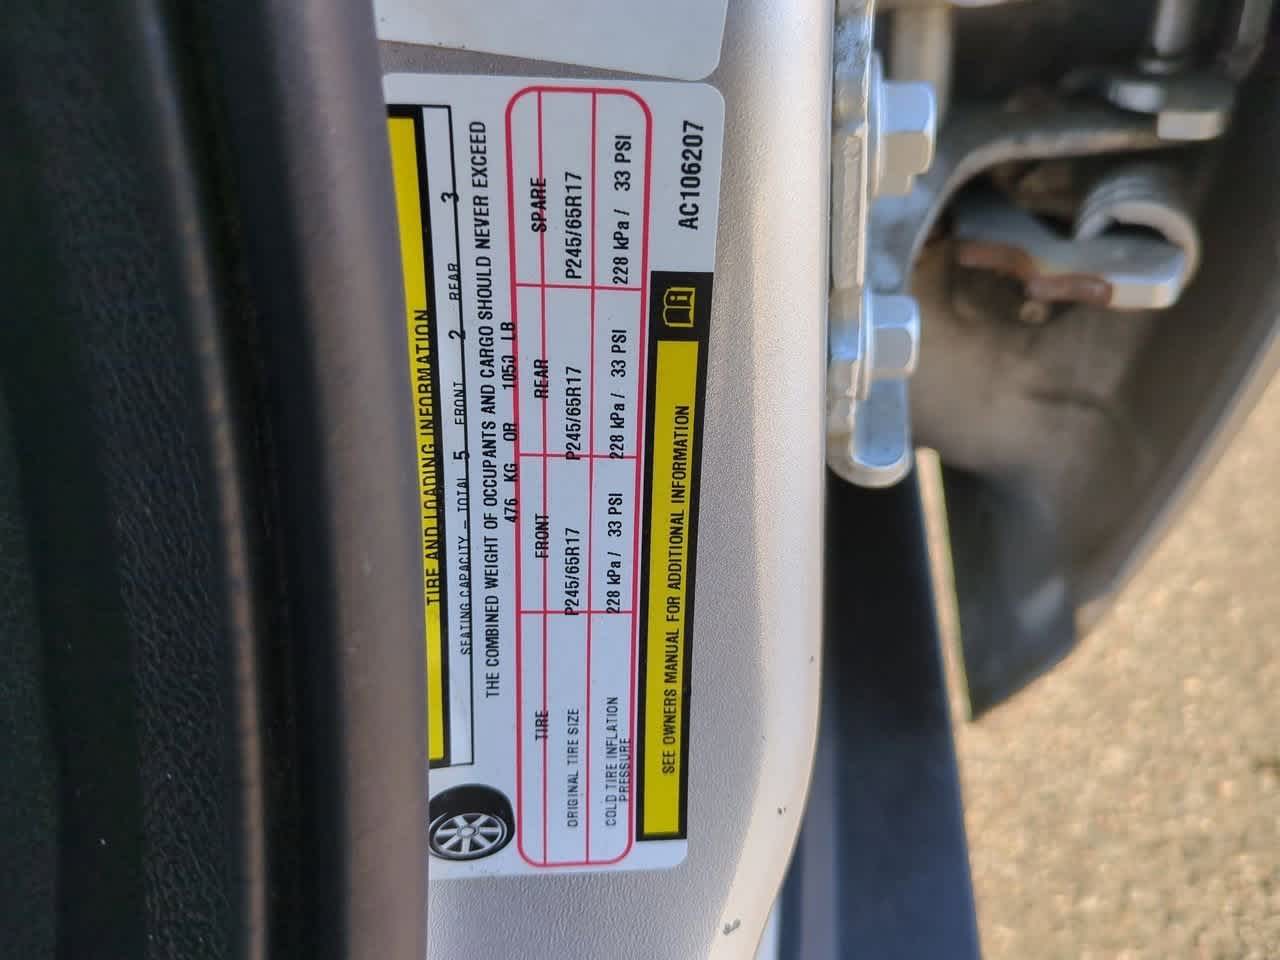 TIRE AND LOADING INFORMATION
SEATING CAPACITY – TOTAL 5 FRONT 2 REAR 3
THE COMBINED WEIGHT OF OCCUPANTS AND CARGO SHOULD NEVER EXCEED
476 KG OR 1050 LB
TIRE FRONT REAR SPARE
ORIGINAL TIRE SIZE P245/65R17 P245/65R17 P245/65R17
COLD TIRE INFLATION PRESSURE 228 kPa / 33 PSI 228 kPa / 33 PSI 228 kPa / 33 PSI
SEE OWNERS MANUAL FOR ADDITIONAL INFORMATION
AC106207